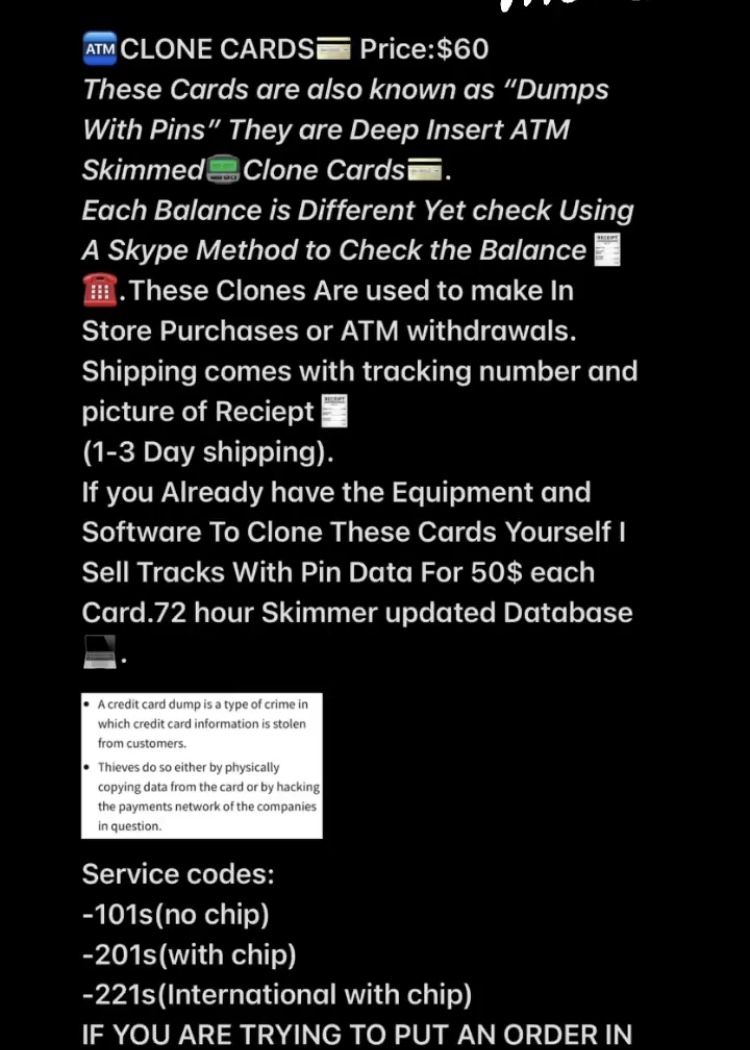 ATM CLONE CARDS💳 Price:$60
These Cards are also known as “Dumps
With Pins” They are Deep Insert ATM
Skimmed📟Clone Cards💳.
Each Balance is Different Yet check Using
A Skype Method to Check the Balance🧾
☎️.These Clones Are used to make In
Store Purchases or ATM withdrawals.
Shipping comes with tracking number and
picture of Reciept🧾
(1-3 Day shipping).
If you Already have the Equipment and
Software To Clone These Cards Yourself I
Sell Tracks With Pin Data For 50$ each
Card.72 hour Skimmer updated Database
💻.
• A credit card dump is a type of crime in
which credit card information is stolen
from customers.
• Thieves do so either by physically
copying data from the card or by hacking
the payments network of the companies
in question.
Service codes:
-101s(no chip)
-201s(with chip)
-221s(International with chip)
IF YOU ARE TRYING TO PUT AN ORDER IN